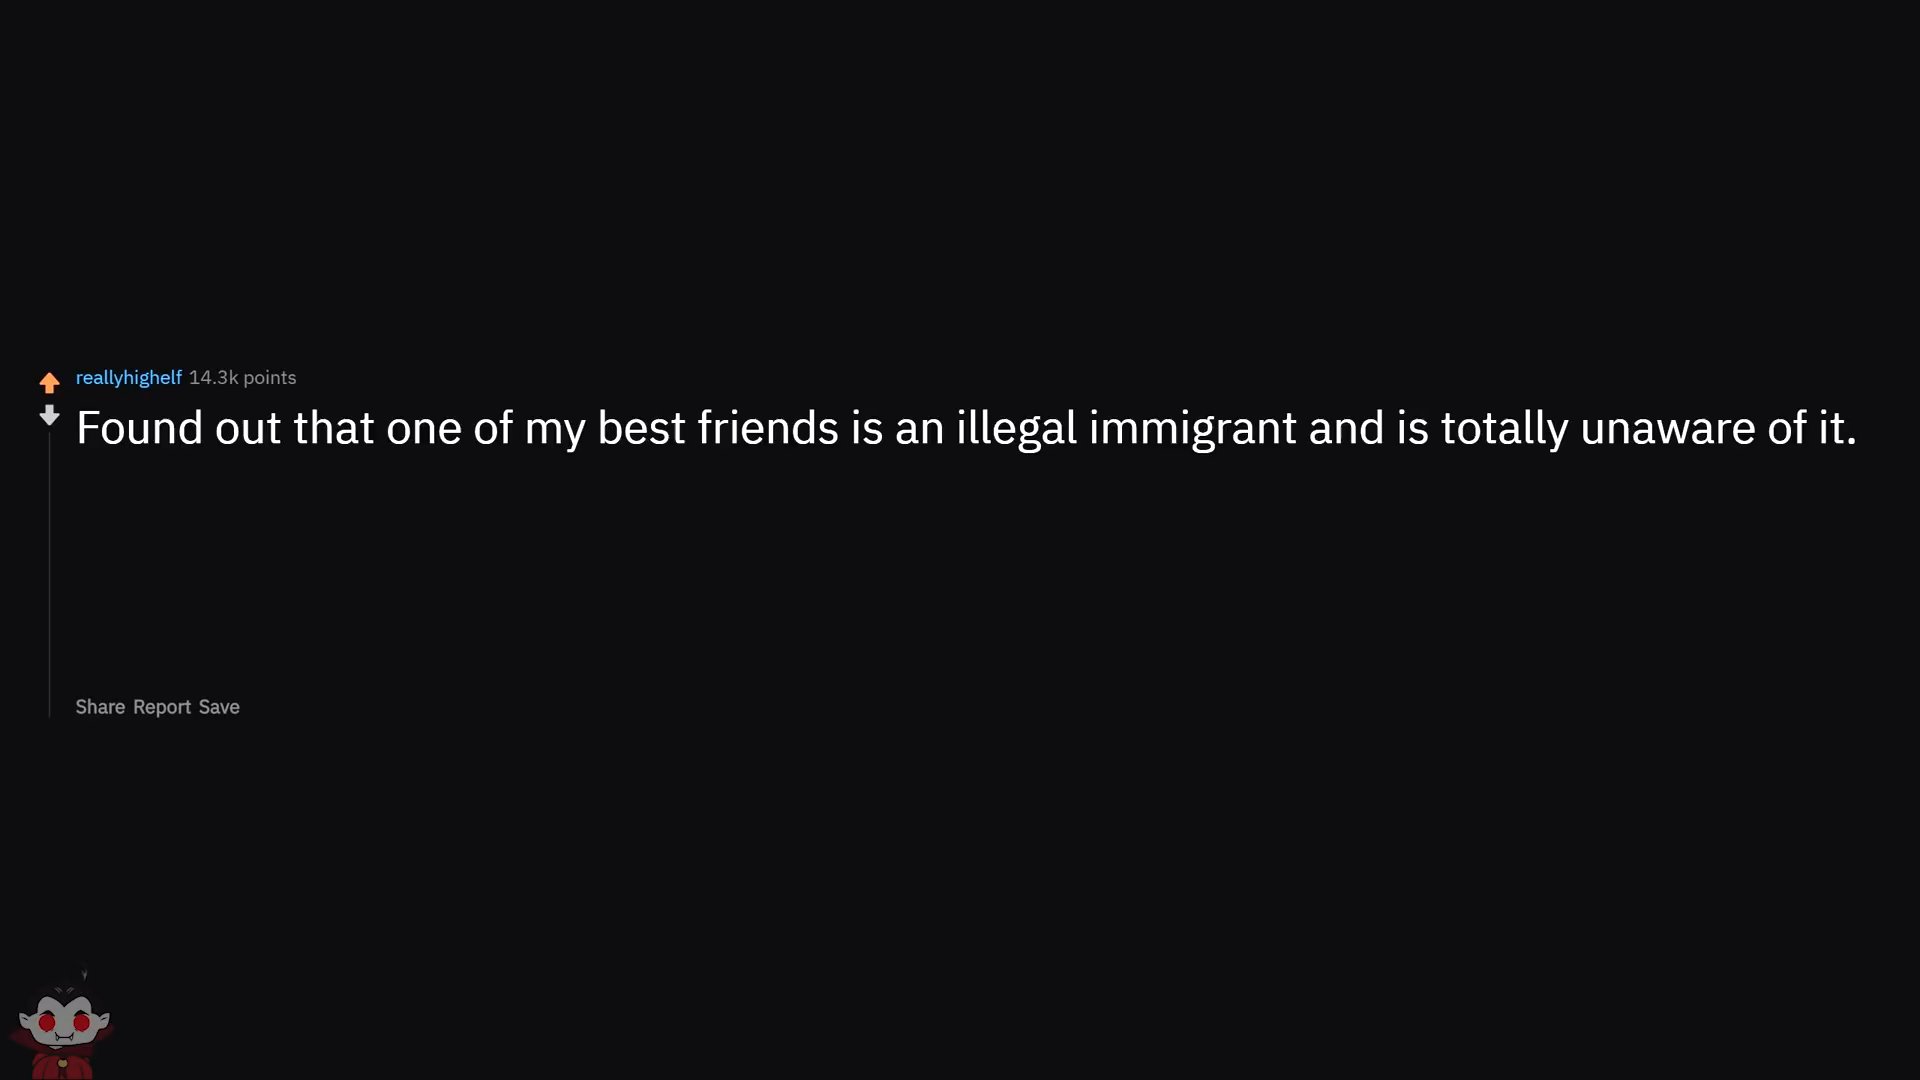 reallyhighelf 14.3k points
Found out that one of my best friends is an illegal immigrant and is totally unaware of it.
Share Report Save